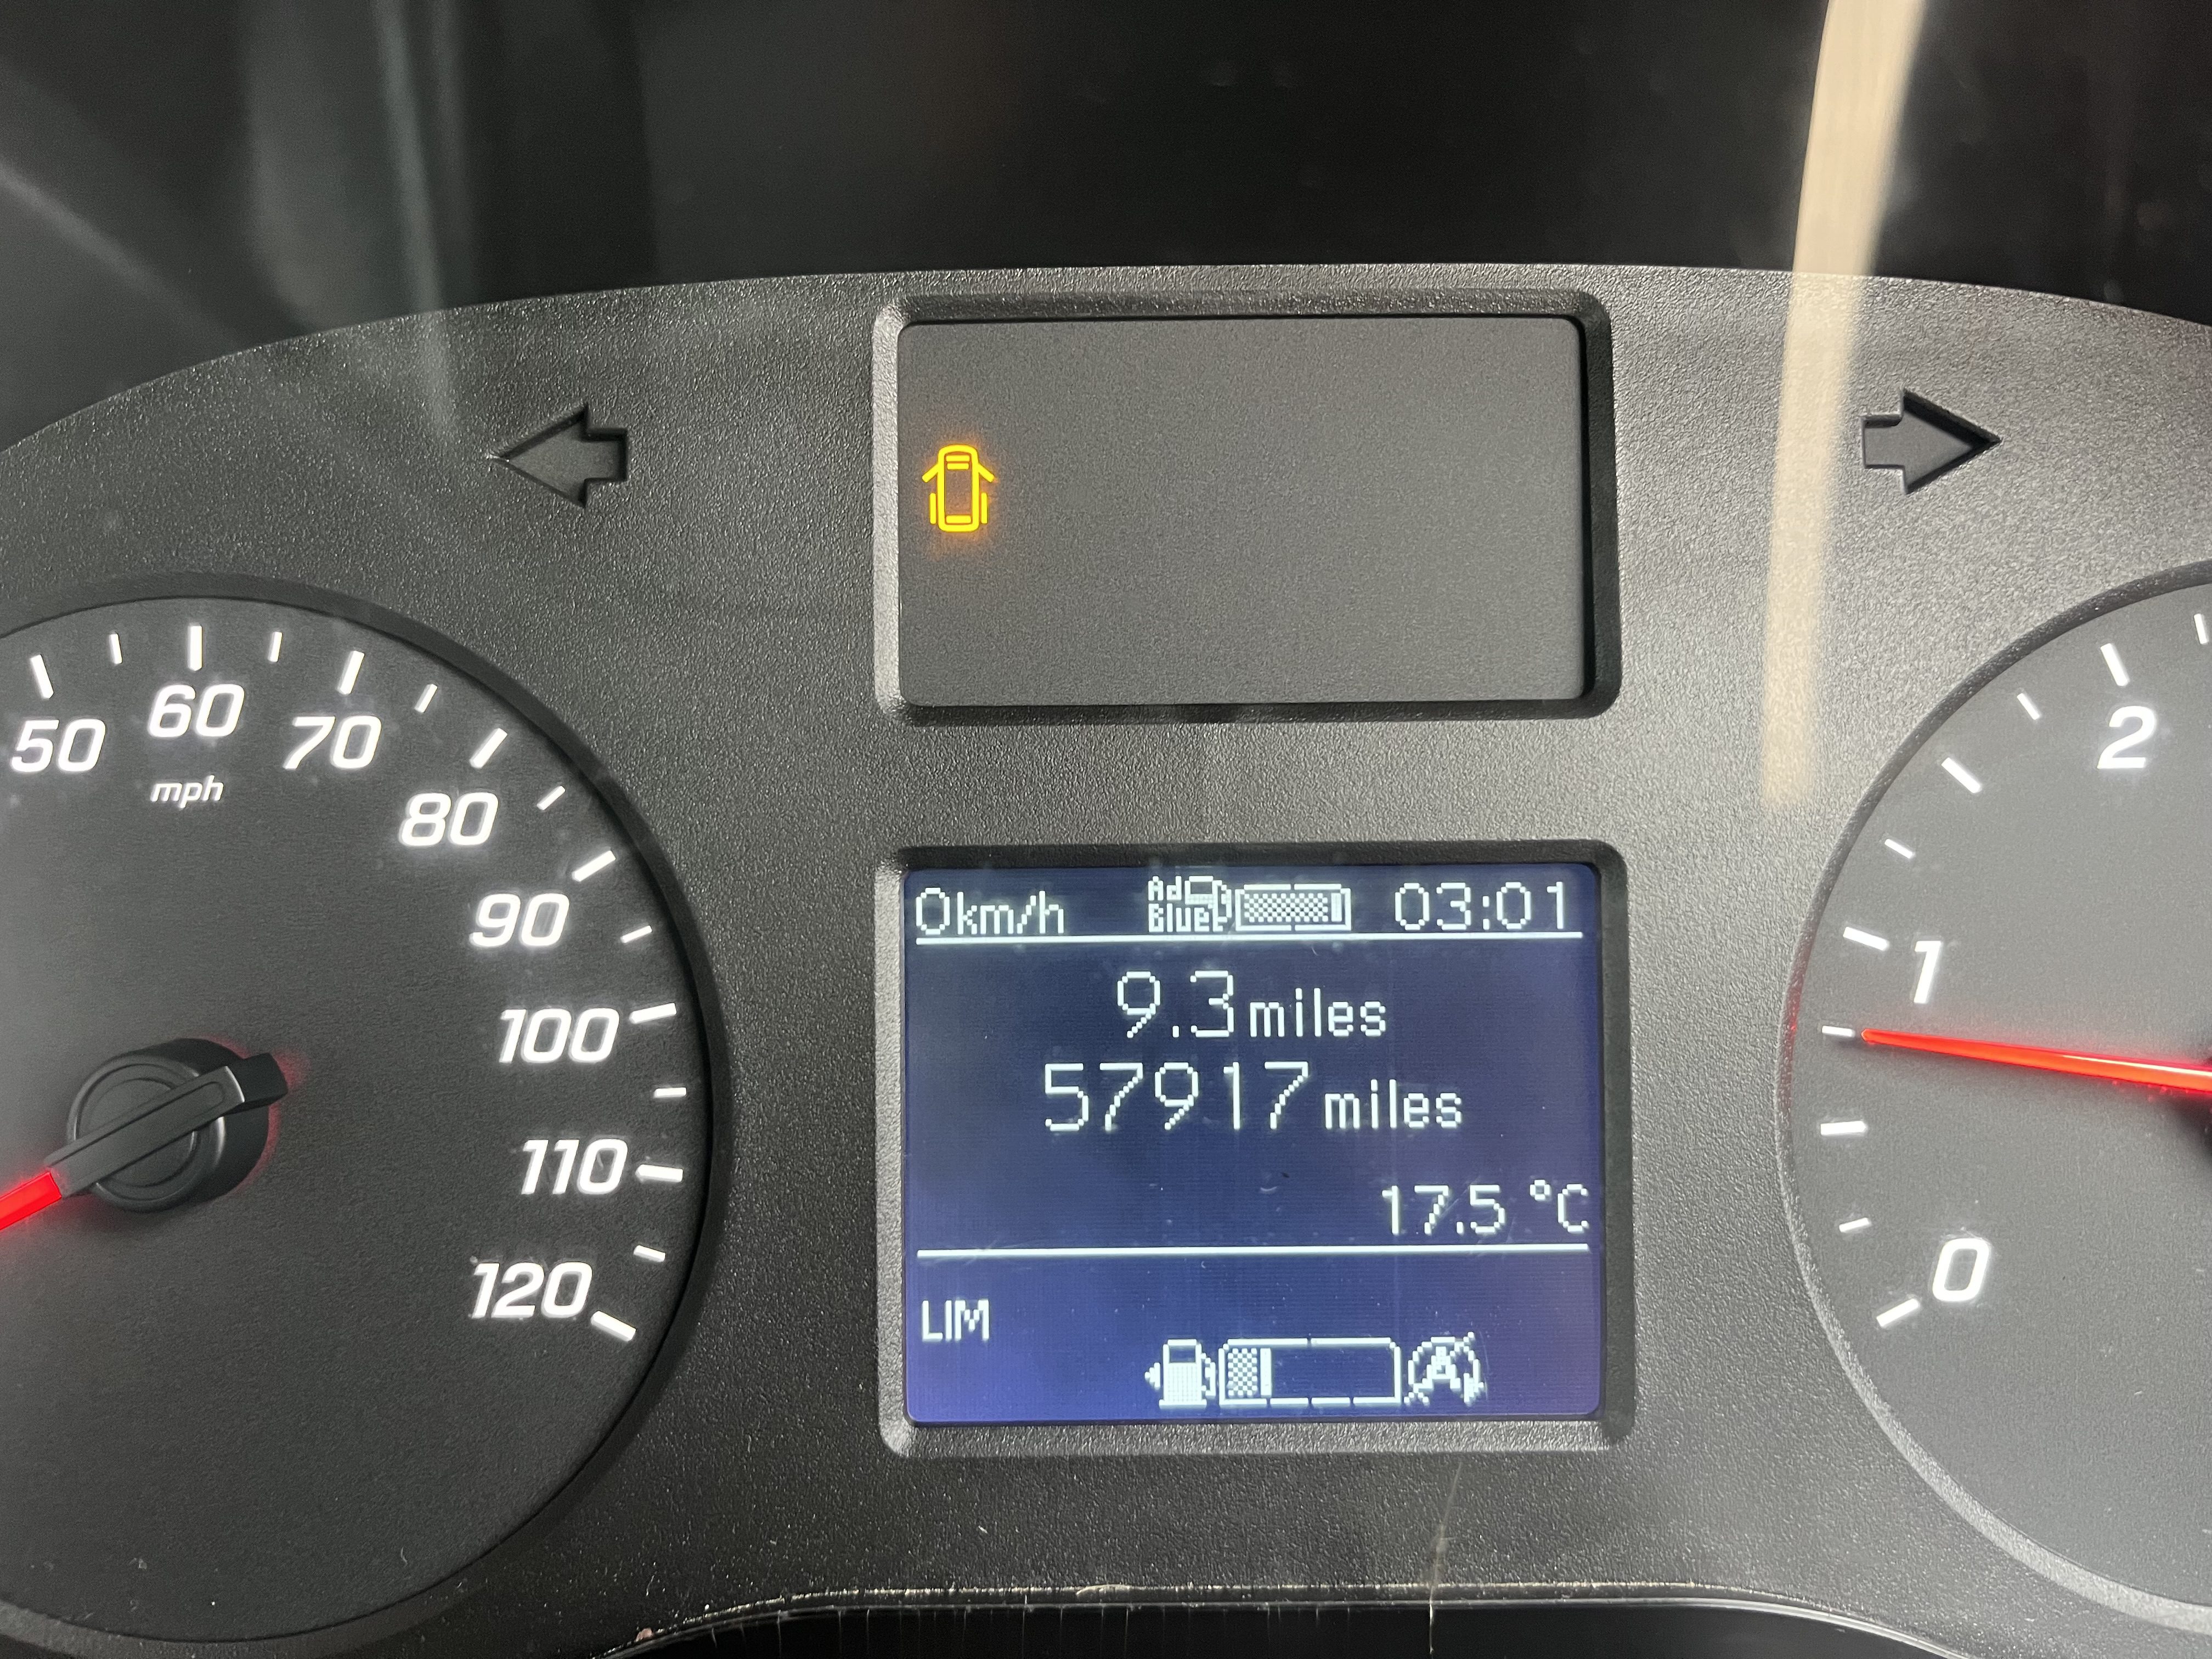 50
60
70
80
90
100
110
120
mph
0km/h
Ad
Blue
03:01
9.3 miles
57917 miles
17.5 °C
LIM
A
2
1
0